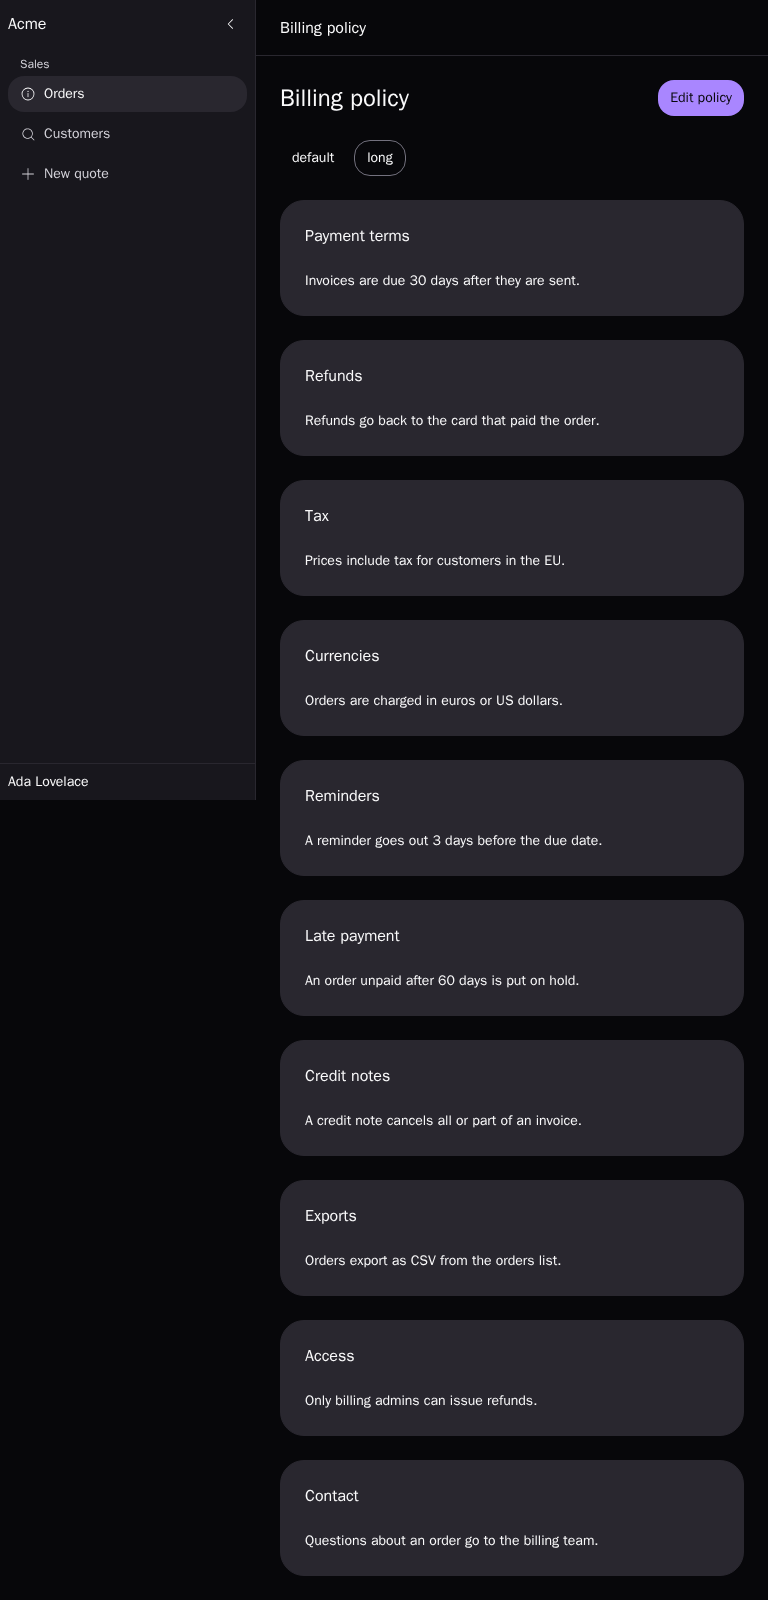 Acme
Sales
Orders
Customers
New quote
Ada Lovelace
Billing policy
Billing policy
Edit policy
default
long
Payment terms
Invoices are due 30 days after they are sent.
Refunds
Refunds go back to the card that paid the order.
Tax
Prices include tax for customers in the EU.
Currencies
Orders are charged in euros or US dollars.
Reminders
A reminder goes out 3 days before the due date.
Late payment
An order unpaid after 60 days is put on hold.
Credit notes
A credit note cancels all or part of an invoice.
Exports
Orders export as CSV from the orders list.
Access
Only billing admins can issue refunds.
Contact
Questions about an order go to the billing team.